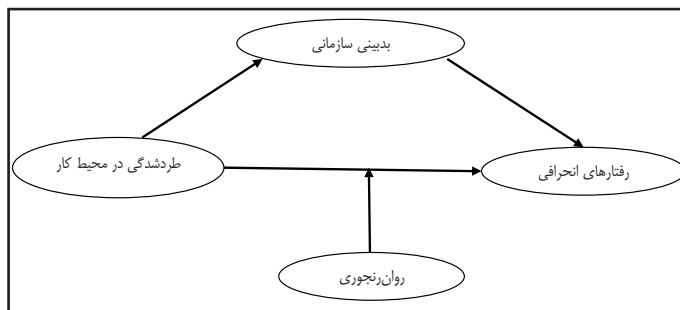 بدبینی سازمانی
طردشدگی در محیط کار
رفتارهای انحرافی
روان‌رنجوری